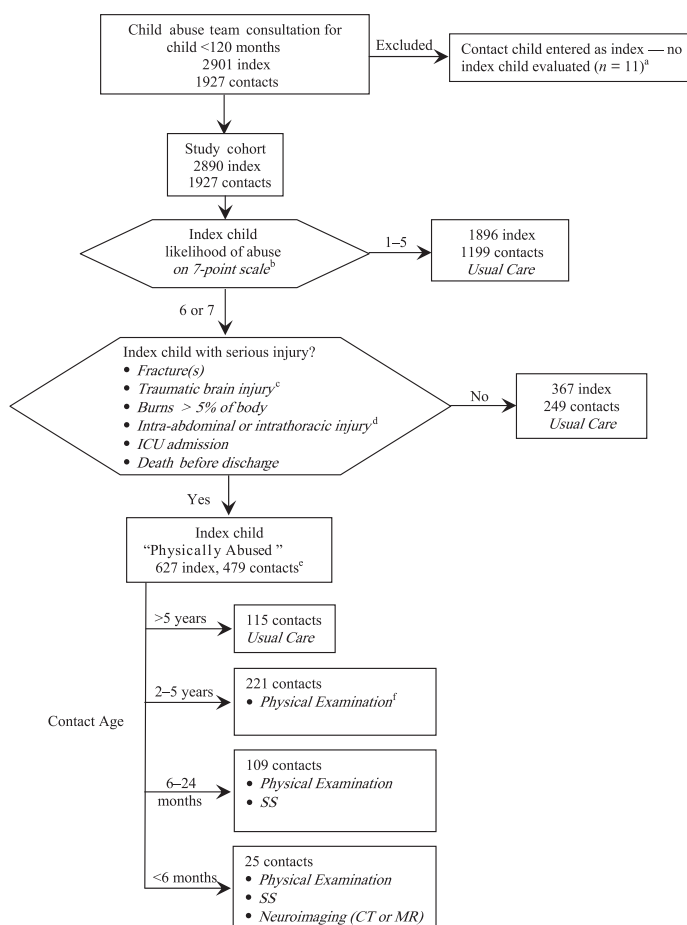 Child abuse team consultation for
child <120 months
2901 index
1927 contacts
Excluded
Contact child entered as index — no
index child evaluated (n = 11)ᵃ
Study cohort
2890 index
1927 contacts
Index child
likelihood of abuse
on 7-point scaleᵇ
1–5
1896 index
1199 contacts
Usual Care
6 or 7
Index child with serious injury?
• Fracture(s)
• Traumatic brain injuryᶜ
• Burns > 5% of body
• Intra-abdominal or intrathoracic injuryᵈ
• ICU admission
• Death before discharge
No
367 index
249 contacts
Usual Care
Yes
Index child
“Physically Abused ”
627 index, 479 contactsᵉ
>5 years
115 contacts
Usual Care
2–5 years
221 contacts
• Physical Examinationᶠ
Contact Age
6–24
months
109 contacts
• Physical Examination
• SS
<6 months
25 contacts
• Physical Examination
• SS
• Neuroimaging (CT or MR)